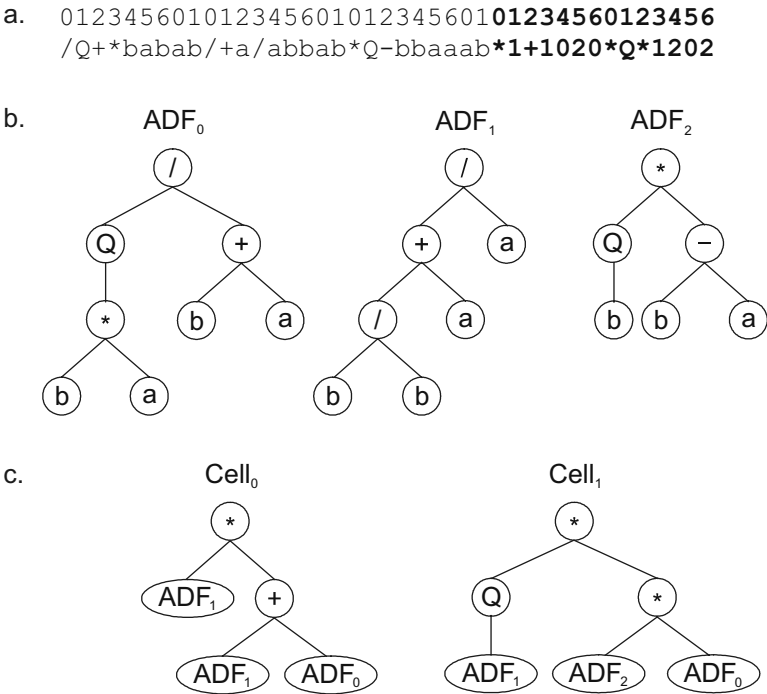 a. 01234560101234560101234560101234560123456
/Q+*babab/+a/abbab*Q-bbaaab*1+1020*Q*1202
b. ADF₀ ADF₁ ADF₂
/ / *
Q + + a Q −
* b a / a b b a
b a b b
c. Cell₀ Cell₁
* *
ADF₁ + Q *
ADF₁ ADF₀ ADF₁ ADF₂ ADF₀